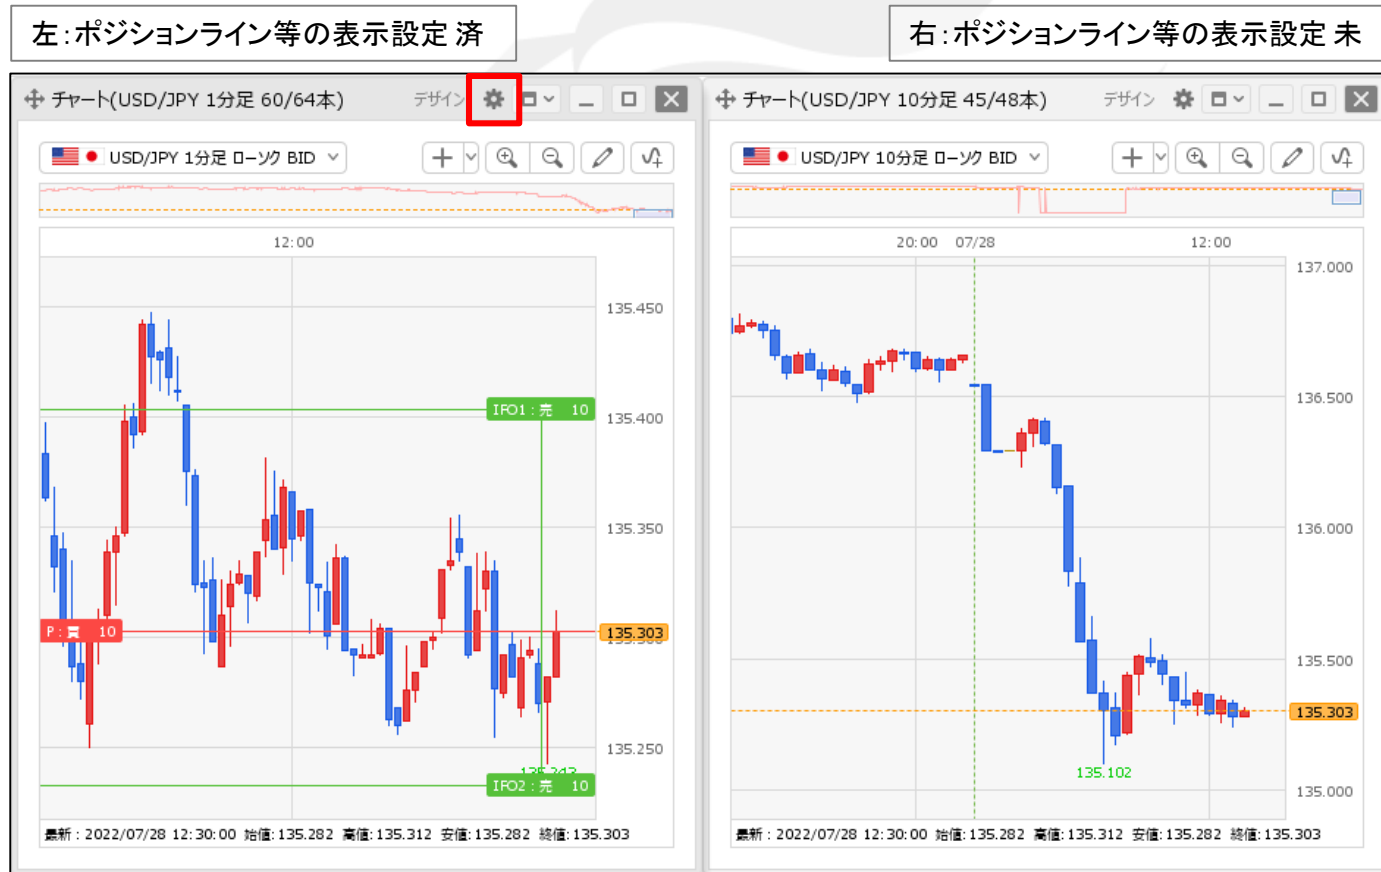 左：ポジションライン等の表示設定 済
右：ポジションライン等の表示設定 未
チャート(USD/JPY 1分足 60/64本)
デザイン
USD/JPY 1分足 ローソク BID
12:00
135.450
135.400
135.350
135.303
135.250
IFO1：売 10
P：買 10
135.243
IFO2：売 10
最新：2022/07/28 12:30:00 始値:135.282 高値:135.312 安値:135.282 終値:135.303
チャート(USD/JPY 10分足 45/48本)
デザイン
USD/JPY 10分足 ローソク BID
20:00 07/28 12:00
137.000
136.500
136.000
135.500
135.303
135.102
135.000
最新：2022/07/28 12:30:00 始値:135.282 高値:135.312 安値:135.282 終値:135.303